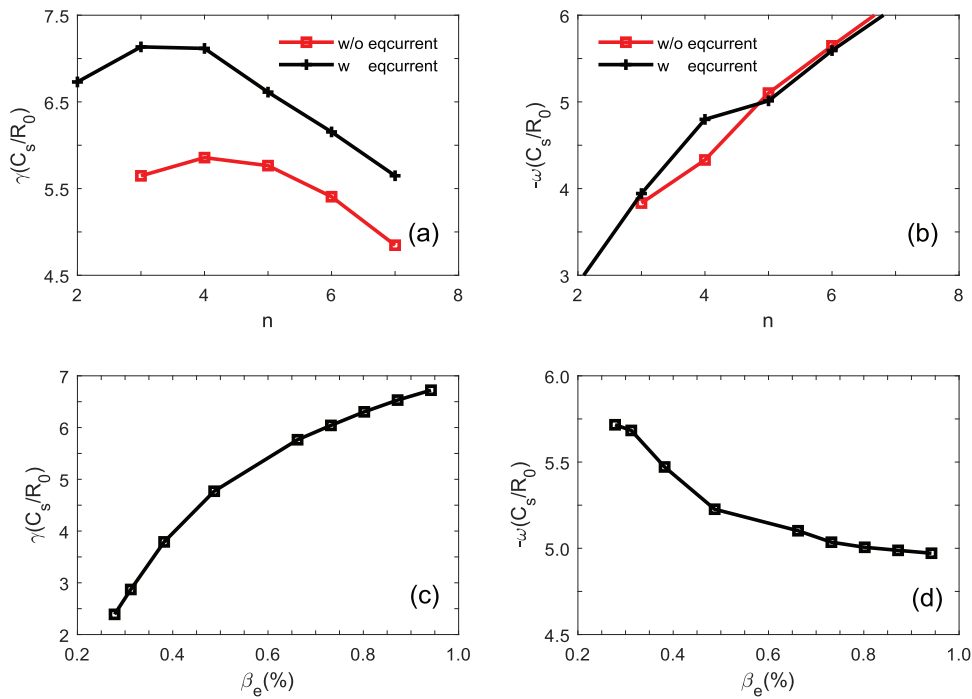 7.5
6.5
5.5
4.5
γ(C_s/R_0)
w/o eqcurrent
w eqcurrent
(a)
2 4 6 8
n
6
5
4
3
-ω(C_s/R_0)
w/o eqcurrent
w eqcurrent
(b)
2 4 6 8
n
7
6
5
4
3
2
γ(C_s/R_0)
(c)
0.2 0.4 0.6 0.8 1.0
β_e(%)
6.0
5.5
5.0
4.5
-ω(C_s/R_0)
(d)
0.2 0.4 0.6 0.8 1.0
β_e(%)